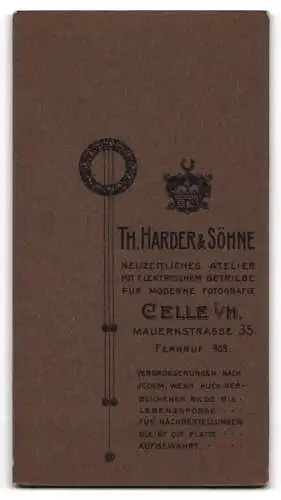 TH. HARDER & SÖHNE
NEUZEITLICHES ATELIER
MIT ELEKTRISCHEM BETRIEBE
FÜR MODERNE FOTOGRAFIE
CELLE i/H.
MAUERNSTRASSE 35.
FERNRUF 403.
VERGRÖSSERUNGEN NACH
JEDEM, WENN AUCH VER-
BLICHENEN BILDE BIS
LEBENSGRÖSSE
FÜR NACHBESTELLUNGEN
BLEIBT DIE PLATTE
AUFBEWAHRT.